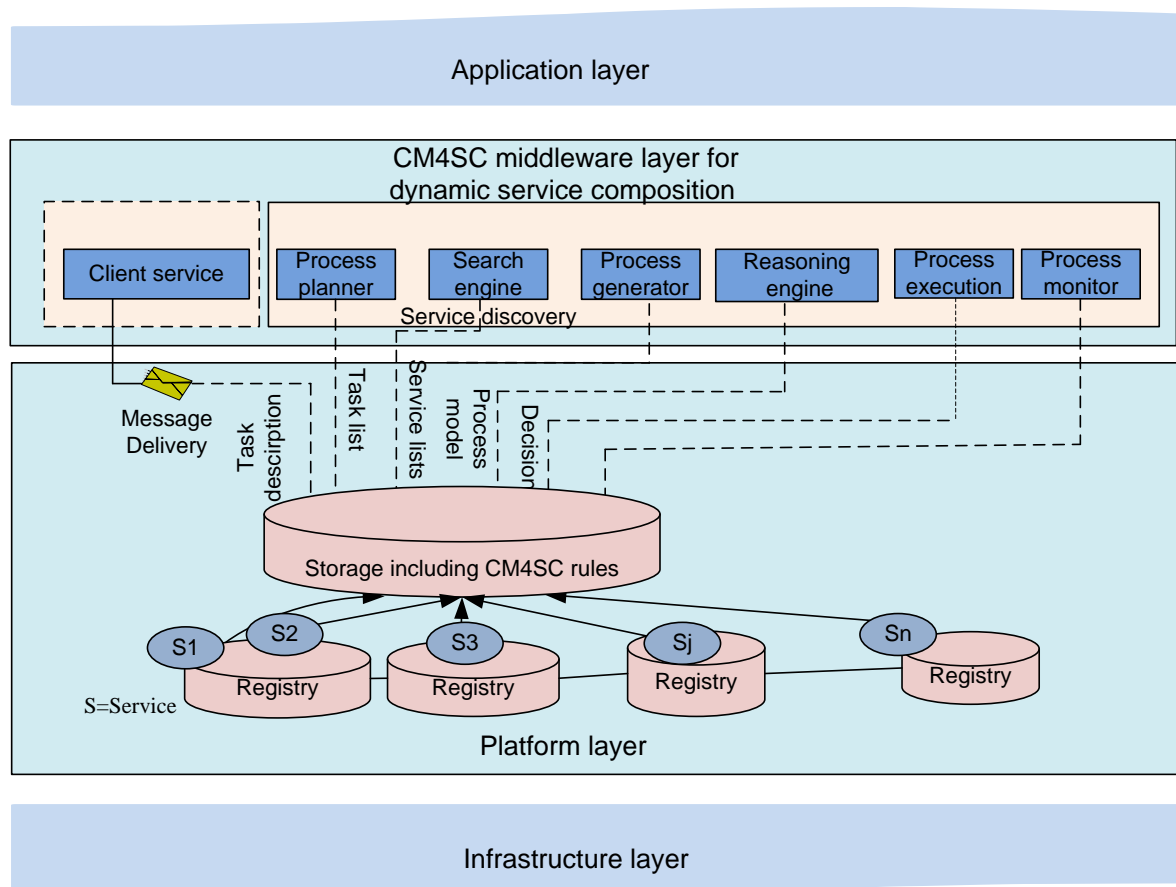 Application layer
CM4SC middleware layer for
dynamic service composition
Client service
Process
planner
Search
engine
Process
generator
Reasoning
engine
Process
execution
Process
monitor
Service discovery
Message
Delivery
Task
descirption
Task list
Service lists
Process
model
Decision
Storage including CM4SC rules
S1
S2
S3
Sj
Sn
Registry
Registry
Registry
Registry
S=Service
Platform layer
Infrastructure layer